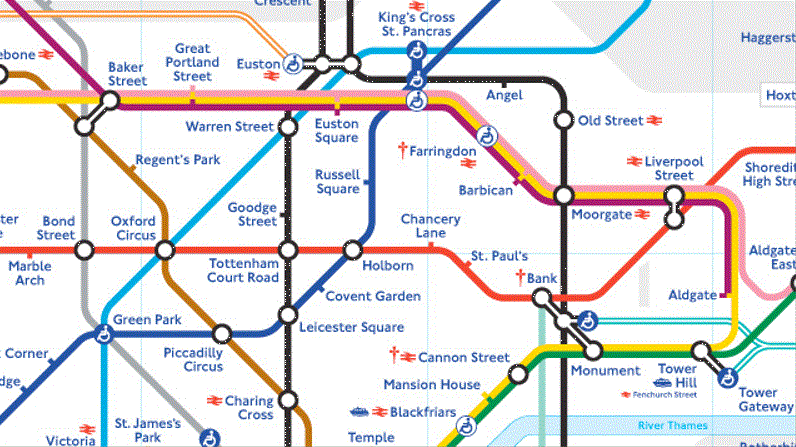 Crescent
King's Cross
St. Pancras
Haggerst
ebone
Baker
Street
Great
Portland
Street
Euston
Angel
Hoxt
Warren Street
Euston
Square
Old Street
Farringdon
Liverpool
Street
Shoredit
High Stre
Regent's Park
Russell
Square
Barbican
Moorgate
ster
e
Bond
Street
Oxford
Circus
Goodge
Street
Chancery
Lane
Marble
Arch
Tottenham
Court Road
Holborn
St. Paul's
Bank
Aldgate
East
Covent Garden
Aldgate
Green Park
Leicester Square
Corner
Piccadilly
Circus
Cannon Street
Monument
Tower
Hill
Fenchurch Street
dge
Mansion House
Tower
Gateway
Charing
Cross
Blackfriars
St. James's
Park
Victoria
Temple
River Thames